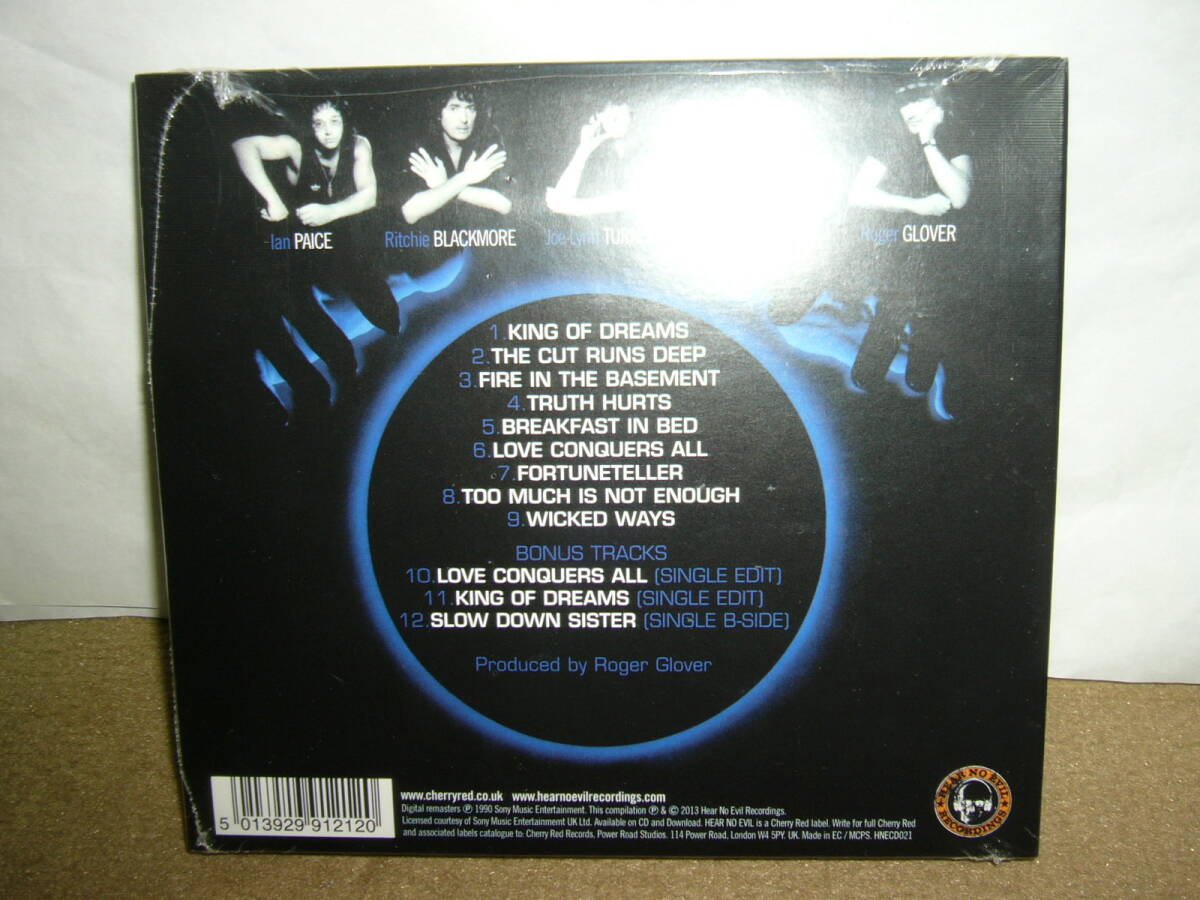 Ian PAICE
Ritchie BLACKMORE
Joe Lynn
Roger GLOVER
1.KING OF DREAMS
2.THE CUT RUNS DEEP
3.FIRE IN THE BASEMENT
4.TRUTH HURTS
5.BREAKFAST IN BED
6.LOVE CONQUERS ALL
7.FORTUNETELLER
8.TOO MUCH IS NOT ENOUGH
9.WICKED WAYS
BONUS TRACKS
10.LOVE CONQUERS ALL (SINGLE EDIT)
11.KING OF DREAMS (SINGLE EDIT)
12.SLOW DOWN SISTER (SINGLE B-SIDE)
Produced by Roger Glover
5 013929 912120
www.cherryred.co.uk www.hearnoevilrecordings.com
Digital remasters ℗ 1990 Sony Music Entertainment. This compilation ℗ & © 2013 Hear No Evil Recordings.
Licensed courtesy of Sony Music Entertainment UK Ltd. Available on CD and Download. HEAR NO EVIL is a Cherry Red label. Write for full Cherry Red
and associated labels catalogue to: Cherry Red Records, Power Road Studios. 114 Power Road, London W4 5PY. UK. Made in EC / MCPS. HNECD021
HEAR NO EVIL
RECORDINGS